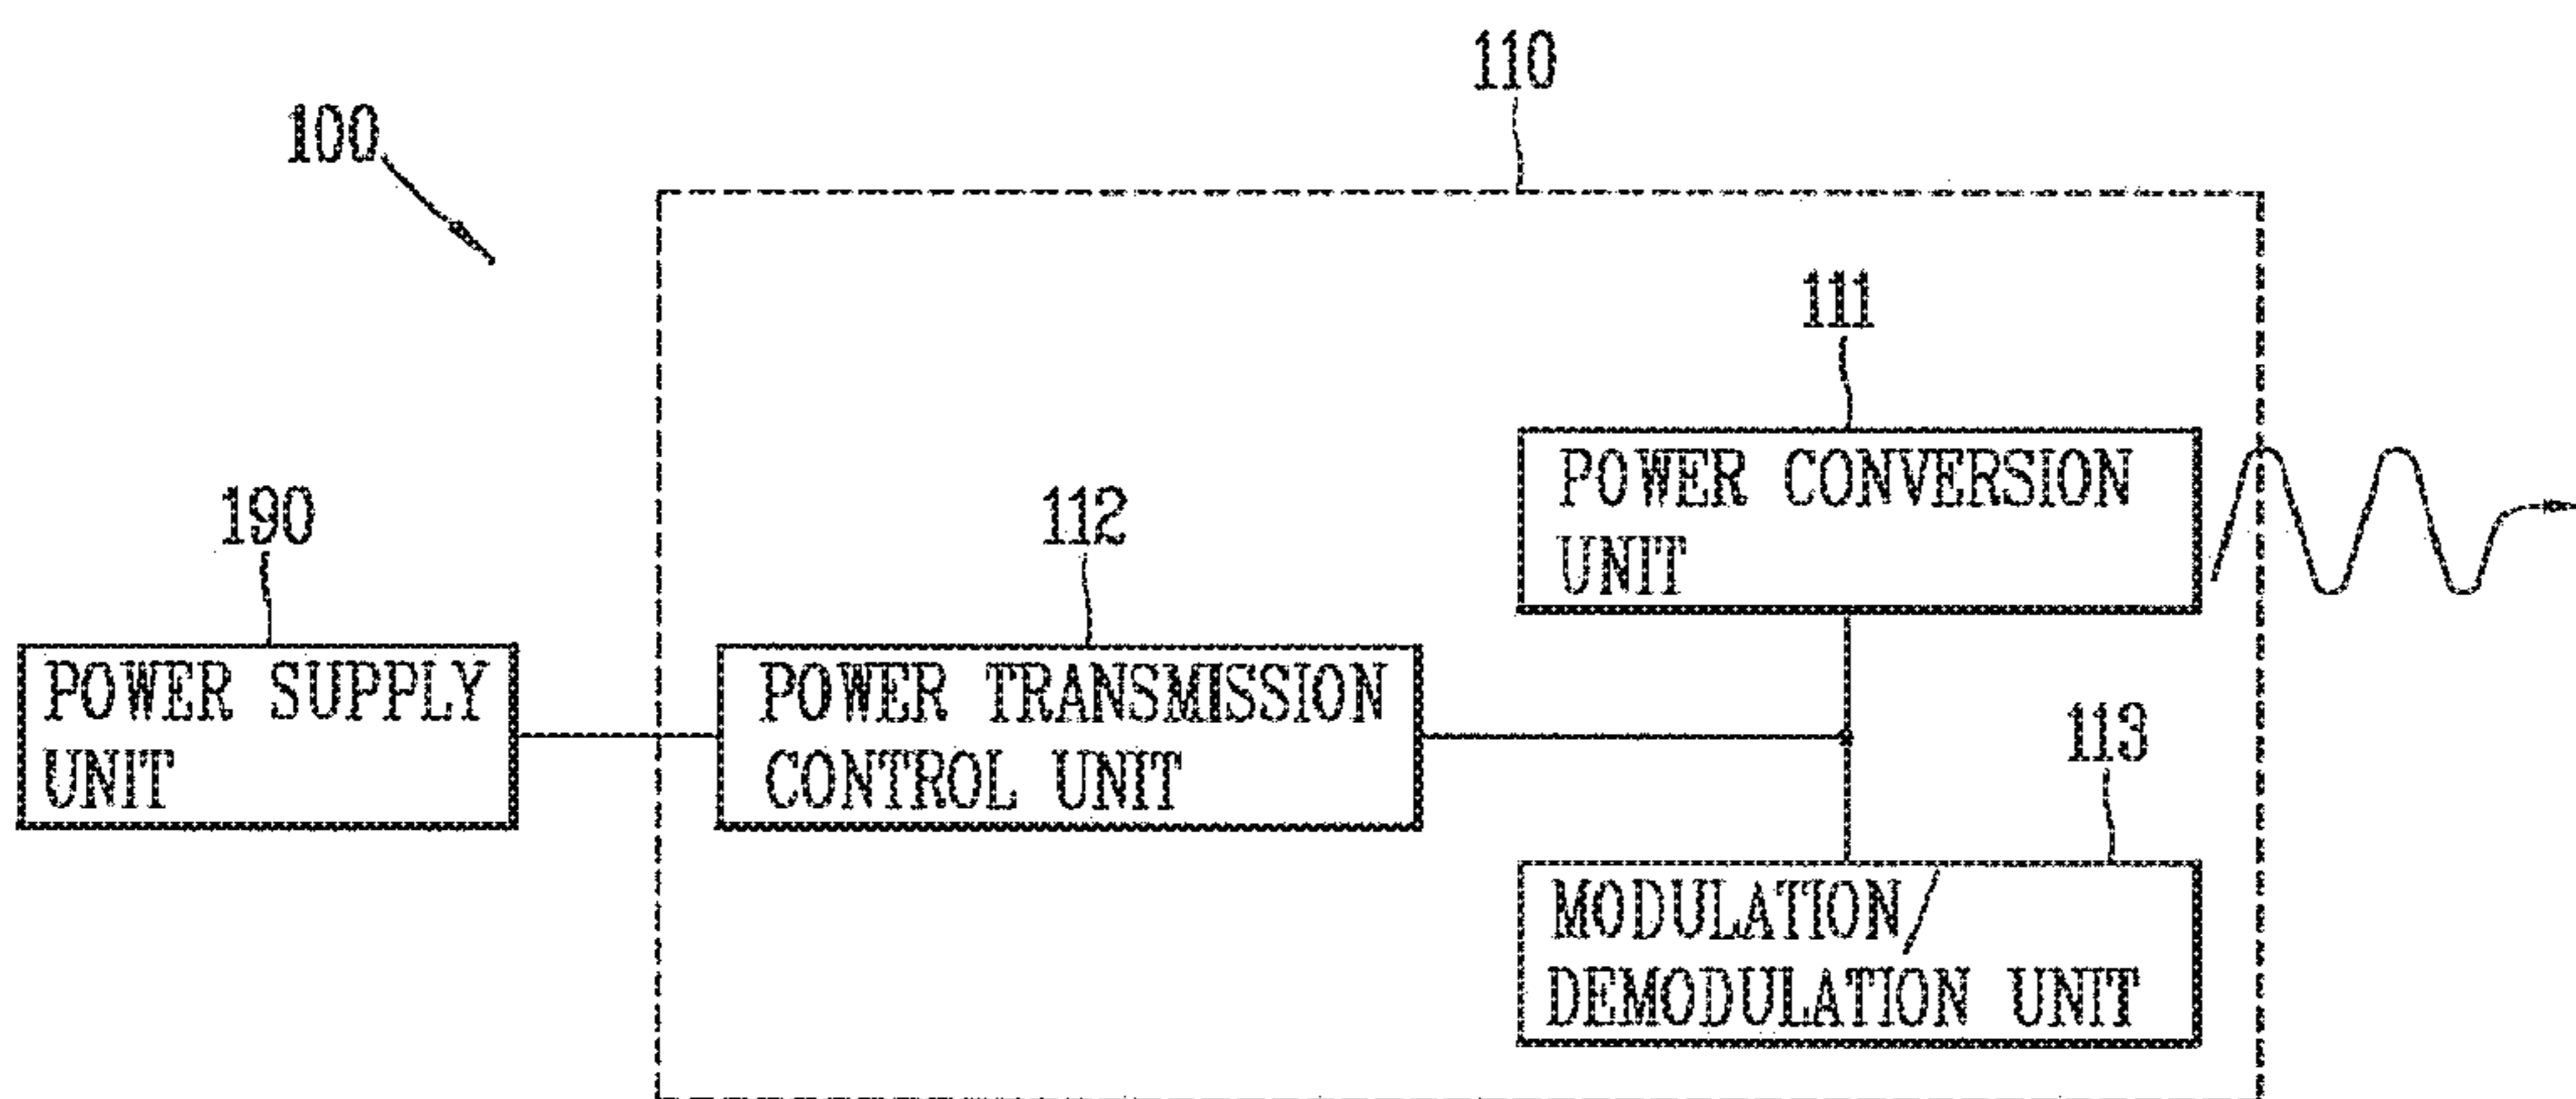 110
100
111
POWER CONVERSION
UNIT
190
112
POWER SUPPLY
UNIT
POWER TRANSMISSION
CONTROL UNIT
113
MODULATION/
DEMODULATION UNIT